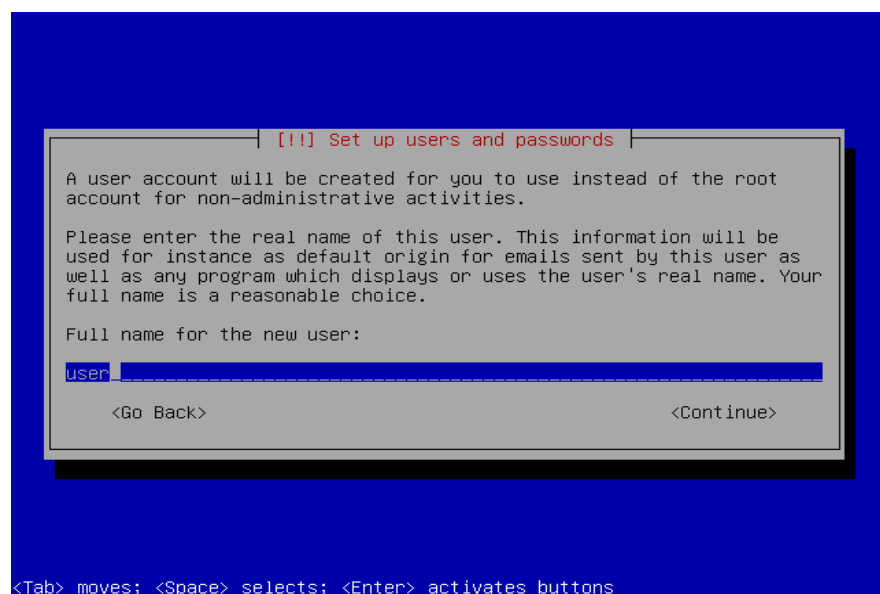 [!!] Set up users and passwords
A user account will be created for you to use instead of the root
account for non-administrative activities.
Please enter the real name of this user. This information will be
used for instance as default origin for emails sent by this user as
well as any program which displays or uses the user's real name. Your
full name is a reasonable choice.
Full name for the new user:
user
<Go Back> <Continue>
<Tab> moves; <Space> selects; <Enter> activates buttons